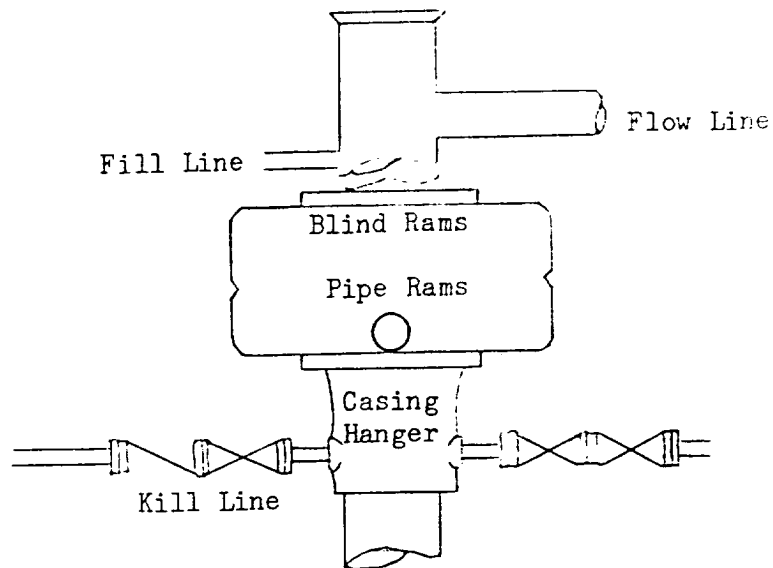 Flow Line
Fill Line
Blind Rams
Pipe Rams
Casing
Hanger
Kill Line